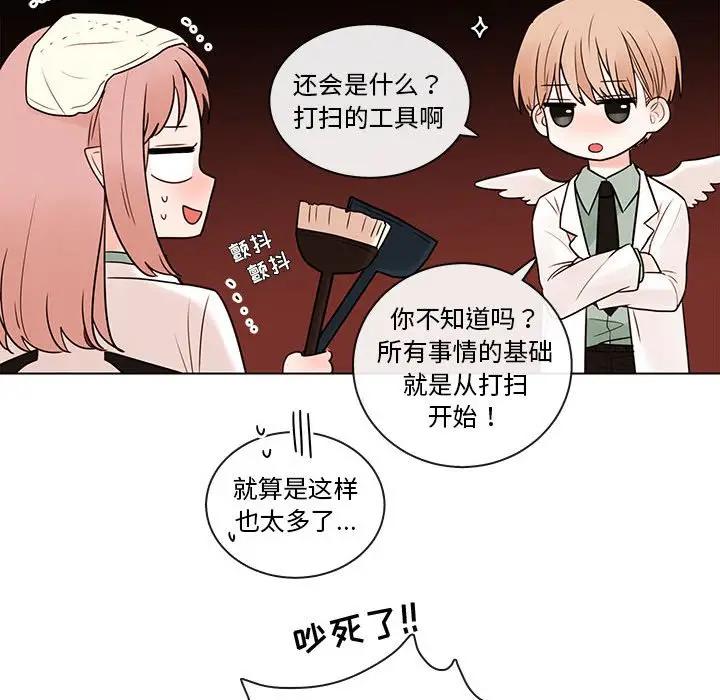 还会是什么？
打扫的工具啊
颤抖
颤抖
你不知道吗？
所有事情的基础
就是从打扫
开始！
就算是这样
也太多了...
吵死了!!